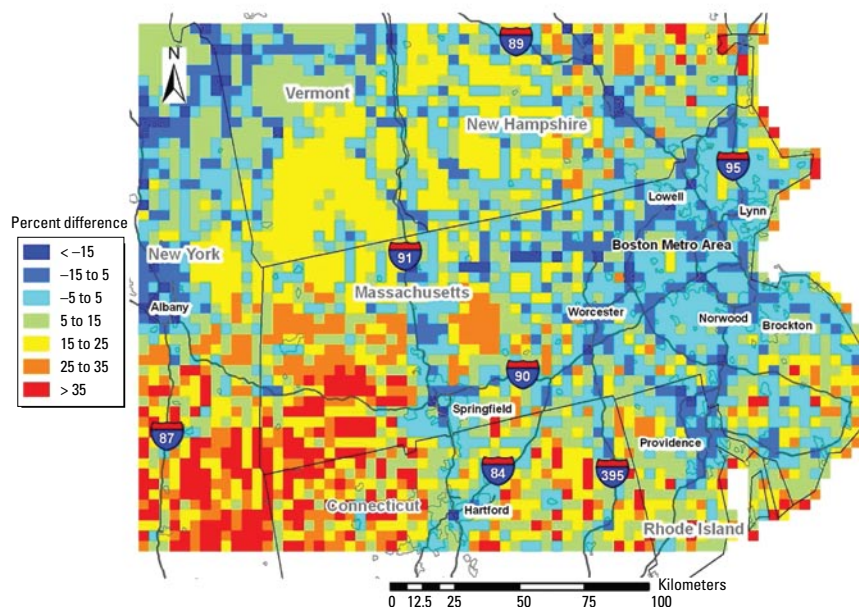 N
89
Vermont
New Hampshire
95
Lowell
Lynn
Percent difference
< –15
–15 to 5
–5 to 5
5 to 15
15 to 25
25 to 35
> 35
New York
91
Boston Metro Area
Massachusetts
Albany
Worcester
Norwood
Brockton
90
Springfield
87
Providence
84
395
Connecticut
Hartford
Rhode Island
Kilometers
0 12.5 25 50 75 100